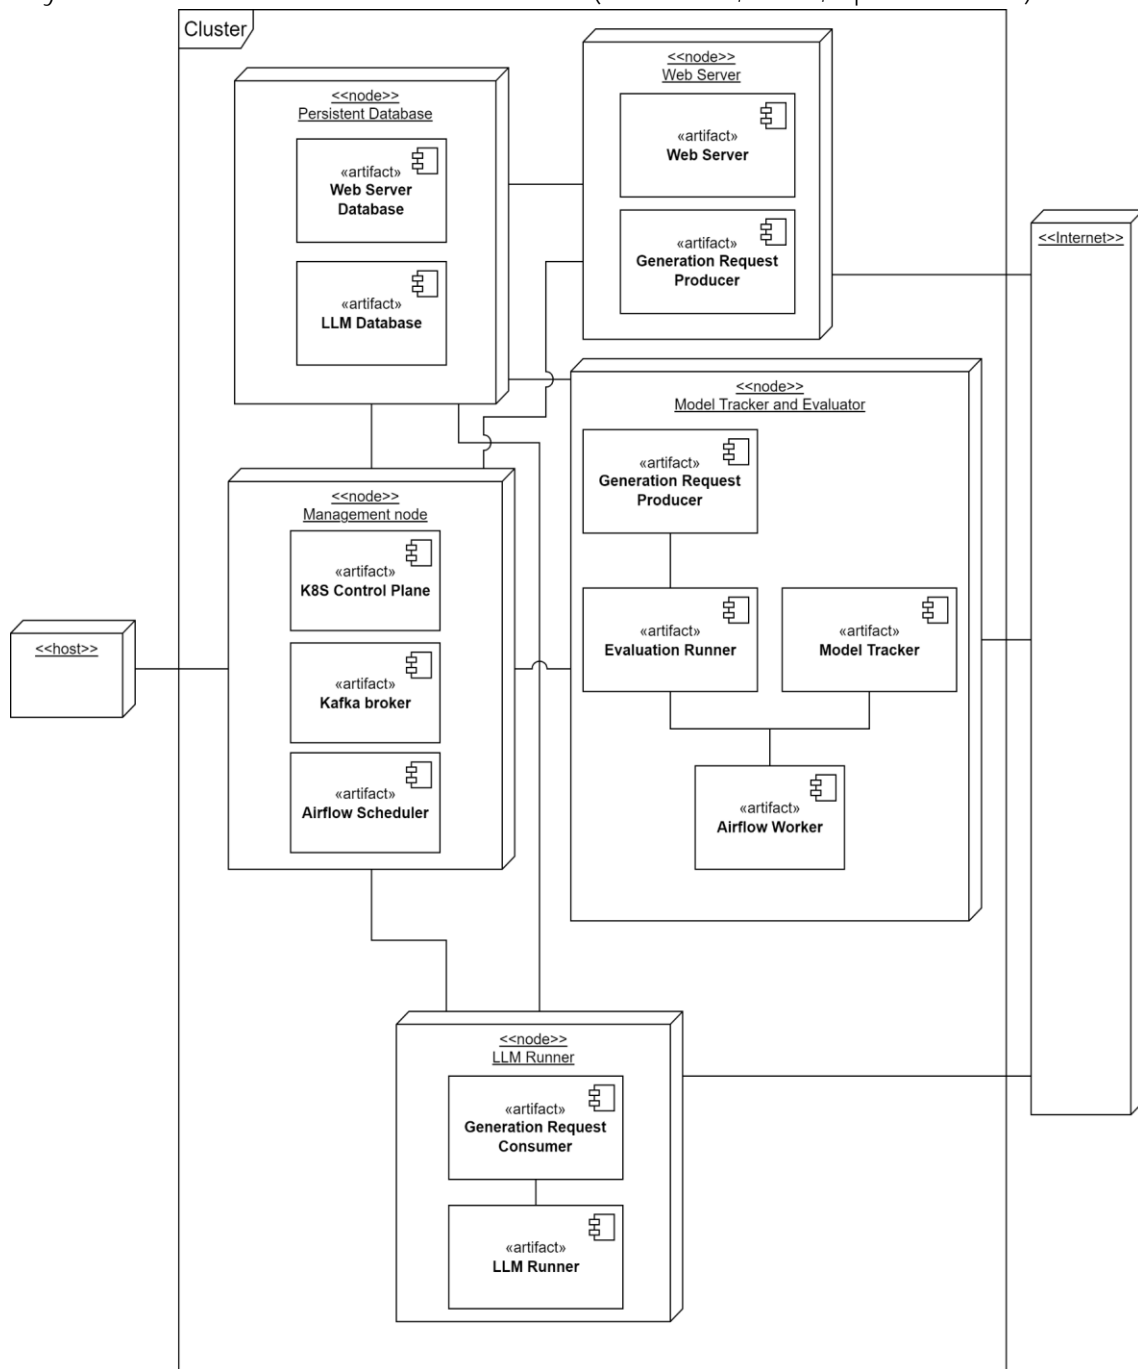 Cluster
<<node>>
Persistent Database
«artifact»
Web Server
Database
«artifact»
LLM Database
<<node>>
Web Server
«artifact»
Web Server
«artifact»
Generation Request
Producer
<<Internet>>
<<node>>
Model Tracker and Evaluator
«artifact»
Generation Request
Producer
«artifact»
Evaluation Runner
«artifact»
Model Tracker
«artifact»
Airflow Worker
<<node>>
Management node
«artifact»
K8S Control Plane
«artifact»
Kafka broker
«artifact»
Airflow Scheduler
<<host>>
<<node>>
LLM Runner
«artifact»
Generation Request
Consumer
«artifact»
LLM Runner